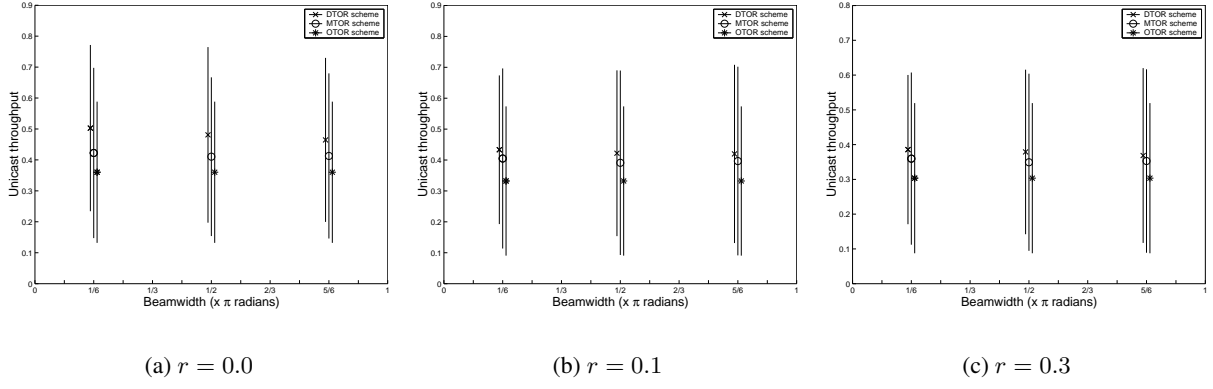 0.9
0.8
0.7
0.6
0.5
0.4
0.3
0.2
0.1
0
Unicast throughput
DTOR scheme
MTOR scheme
OTOR scheme
0 1/6 1/3 1/2 2/3 5/6 1
Beamwidth (x π radians)
(a) r = 0.0
0.9
0.8
0.7
0.6
0.5
0.4
0.3
0.2
0.1
0
Unicast throughput
DTOR scheme
MTOR scheme
OTOR scheme
0 1/6 1/3 1/2 2/3 5/6 1
Beamwidth (x π radians)
(b) r = 0.1
0.8
0.7
0.6
0.5
0.4
0.3
0.2
0.1
0
Unicast throughput
DTOR scheme
MTOR scheme
OTOR scheme
0 1/6 1/3 1/2 2/3 5/6 1
Beamwidth (x π radians)
(c) r = 0.3